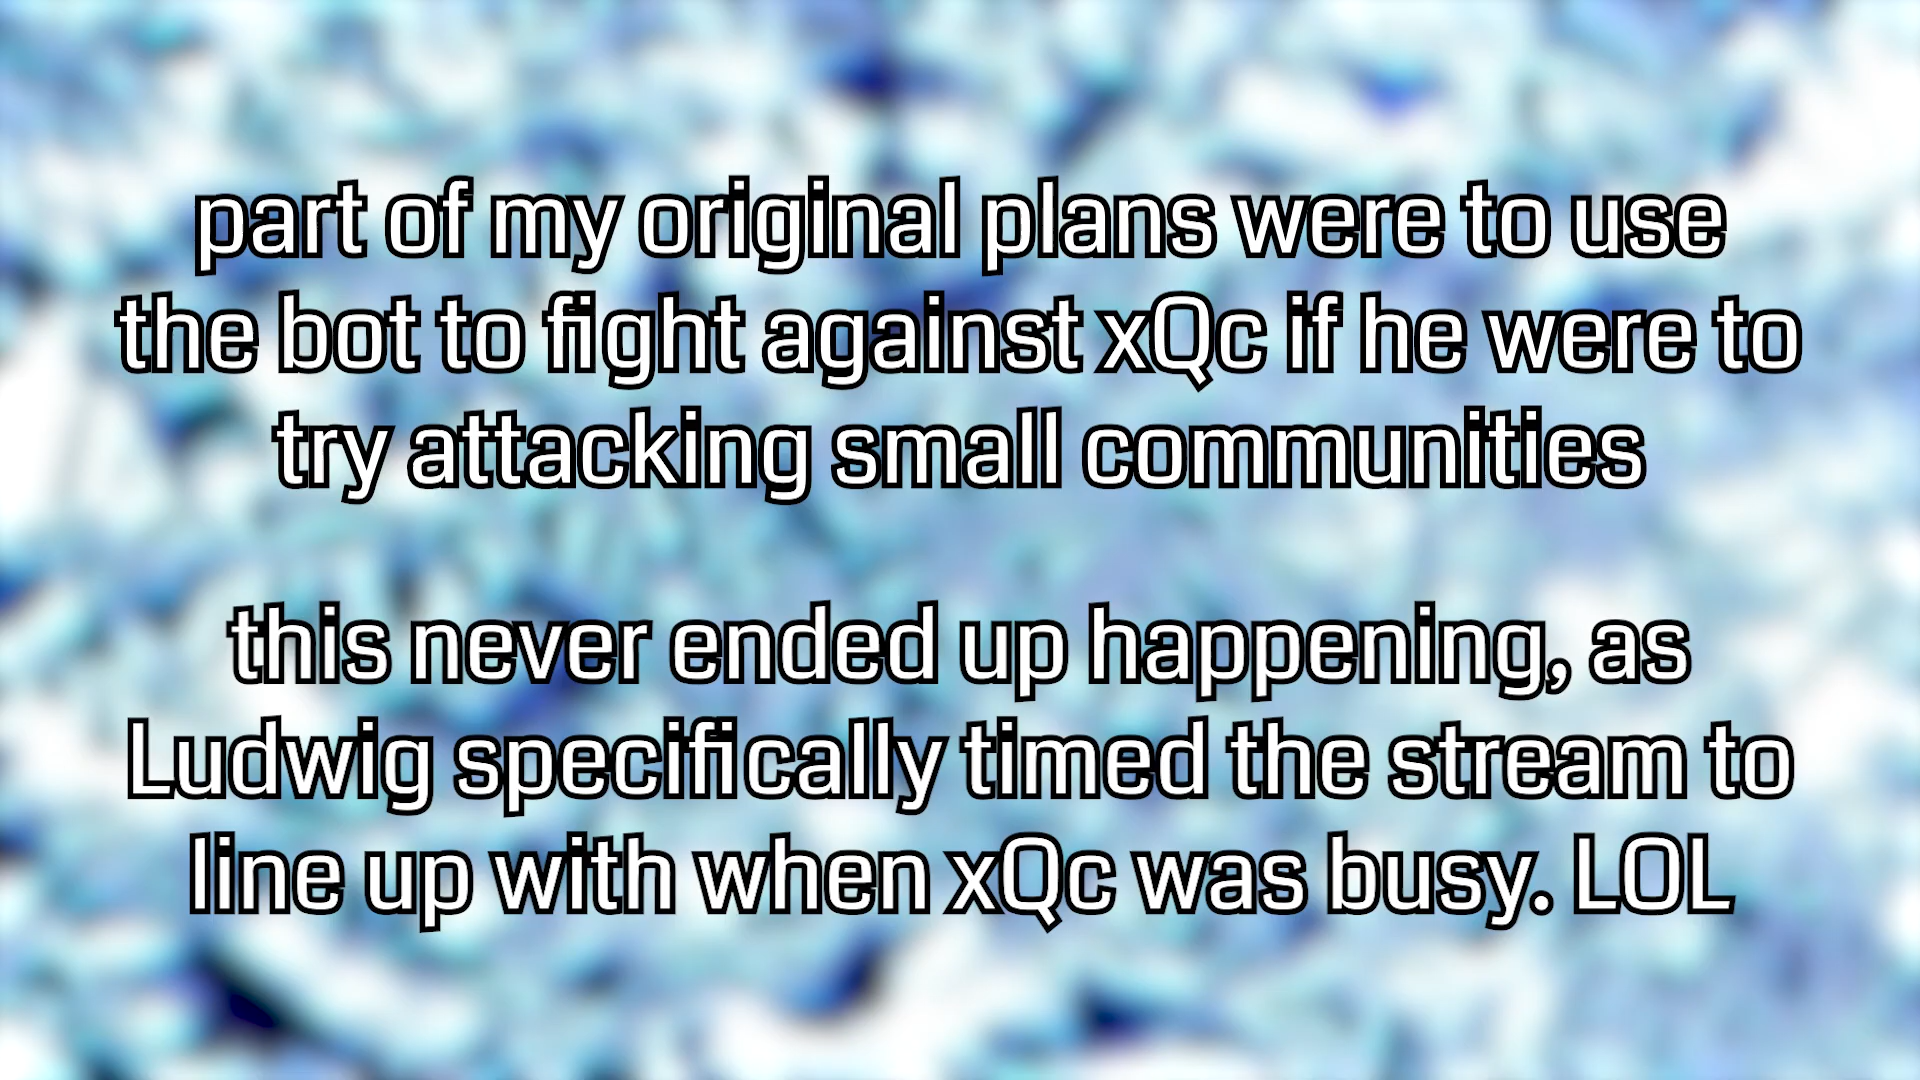 part of my original plans were to use
the bot to fight against xQc if he were to
try attacking small communities
this never ended up happening, as
Ludwig specifically timed the stream to
line up with when xQc was busy. LOL